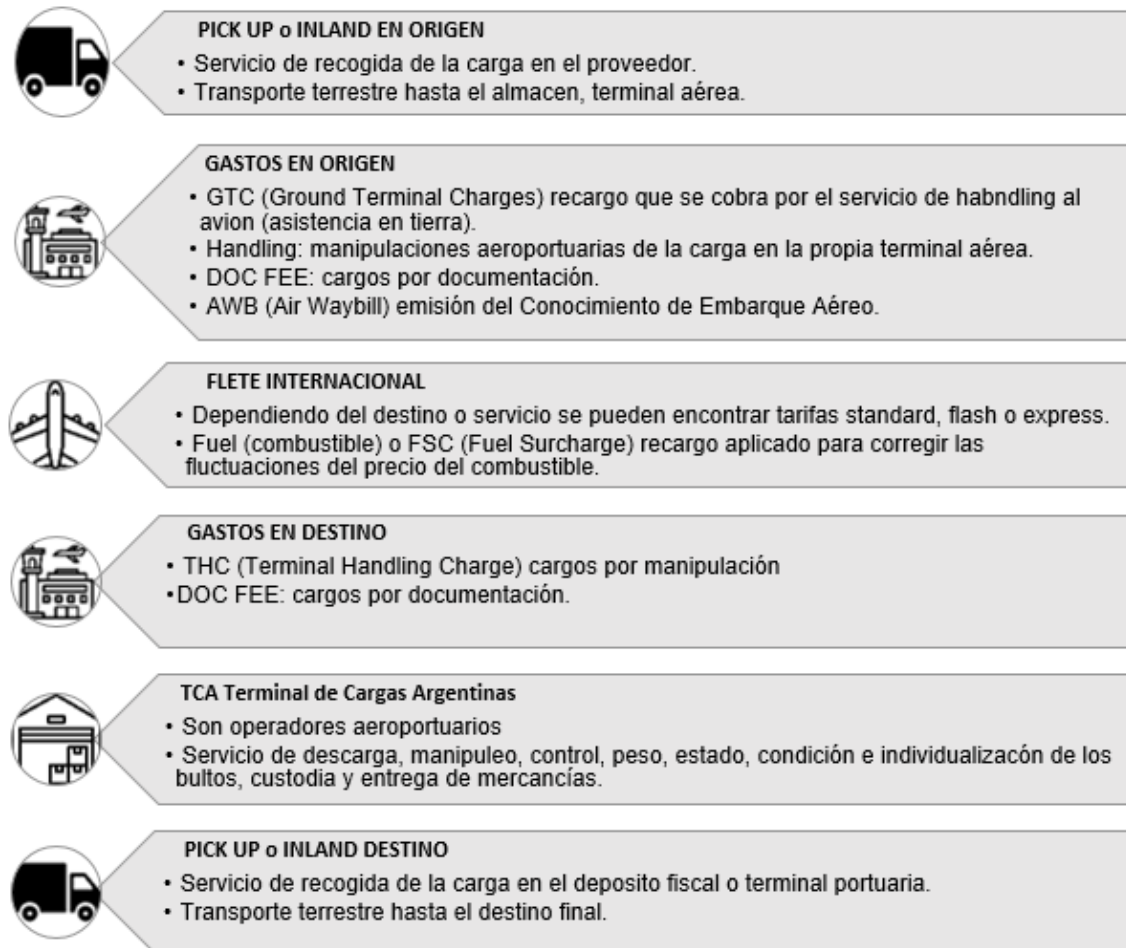 PICK UP o INLAND EN ORIGEN
• Servicio de recogida de la carga en el proveedor.
• Transporte terrestre hasta el almacen, terminal aérea.
GASTOS EN ORIGEN
• GTC (Ground Terminal Charges) recargo que se cobra por el servicio de habndling al
avion (asistencia en tierra).
• Handling: manipulaciones aeroportuarias de la carga en la propia terminal aérea.
• DOC FEE: cargos por documentación.
• AWB (Air Waybill) emisión del Conocimiento de Embarque Aéreo.
FLETE INTERNACIONAL
• Dependiendo del destino o servicio se pueden encontrar tarifas standard, flash o express.
• Fuel (combustible) o FSC (Fuel Surcharge) recargo aplicado para corregir las
fluctuaciones del precio del combustible.
GASTOS EN DESTINO
• THC (Terminal Handling Charge) cargos por manipulación
•DOC FEE: cargos por documentación.
TCA Terminal de Cargas Argentinas
• Son operadores aeroportuarios
• Servicio de descarga, manipuleo, control, peso, estado, condición e individualizacón de los
bultos, custodia y entrega de mercancías.
PICK UP o INLAND DESTINO
• Servicio de recogida de la carga en el deposito fiscal o terminal portuaria.
• Transporte terrestre hasta el destino final.